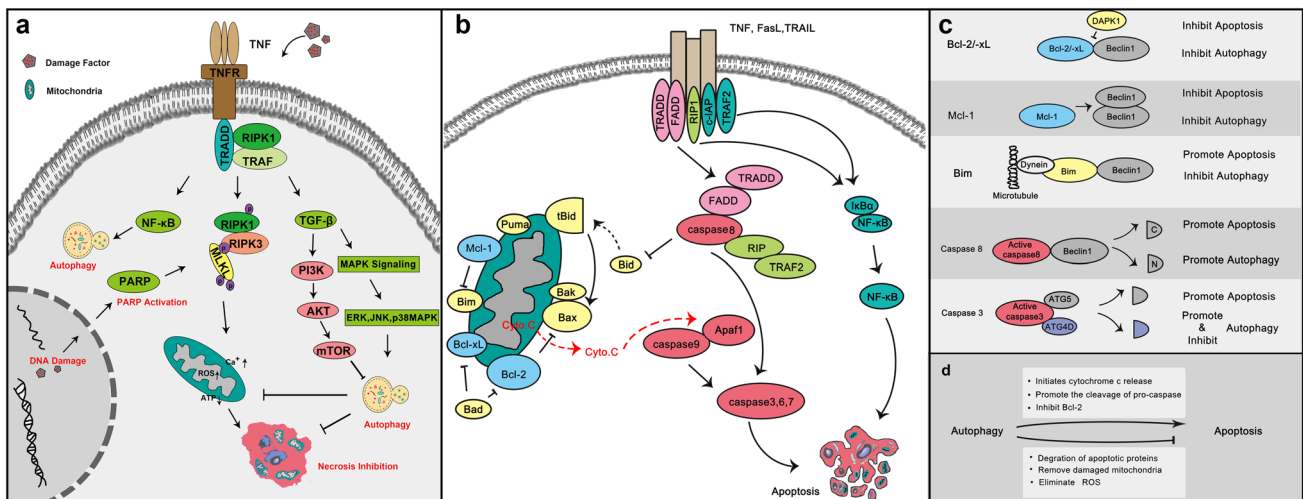 a
TNF
Damage Factor
Mitochondria
TNFR
TRADD
RIPK1
TRAF
NF-κB
Autophagy
PARP
PARP Activation
P
RIPK1
RIPK3
P
MLKL
P
P
TGF-β
PI3K
MAPK Signaling
AKT
ERK,JNK,p38MAPK
mTOR
DNA Damage
Ca⁺
ROS
ATP
Autophagy
Necrosis Inhibition
b
TNF, FasL,TRAIL
TRADD
FADD
RIP1
c-IAP
TRAF2
TRADD
FADD
caspase8
RIP
TRAF2
IκBα
NF-κB
NF-κB
tBid
Puma
Mcl-1
Bid
Bim
Bak
Bax
Cyto.C
Bcl-xL
Bcl-2
Bad
Cyto.C
Apaf1
caspase9
caspase3,6,7
Apoptosis
c
Bcl-2/-xL
DAPK1
Bcl-2/-xL
Beclin1
Inhibit Apoptosis
Inhibit Autophagy
Mcl-1
Mcl-1
Beclin1
Beclin1
Inhibit Apoptosis
Inhibit Autophagy
Bim
Dynein
Bim
Beclin1
Microtubule
Promote Apoptosis
Inhibit Autophagy
Caspase 8
Active
caspase8
Beclin1
C
N
Promote Apoptosis
Promote Autophagy
Caspase 3
Active
caspase3
ATG5
ATG4D
Promote Apoptosis
Promote
& Autophagy
Inhibit
d
• Initiates cytochrome c release
• Promote the cleavage of pro-caspase
• Inhibit Bcl-2
Autophagy
Apoptosis
• Degration of apoptotic proteins
• Remove damaged mitochondria
• Eliminate ROS